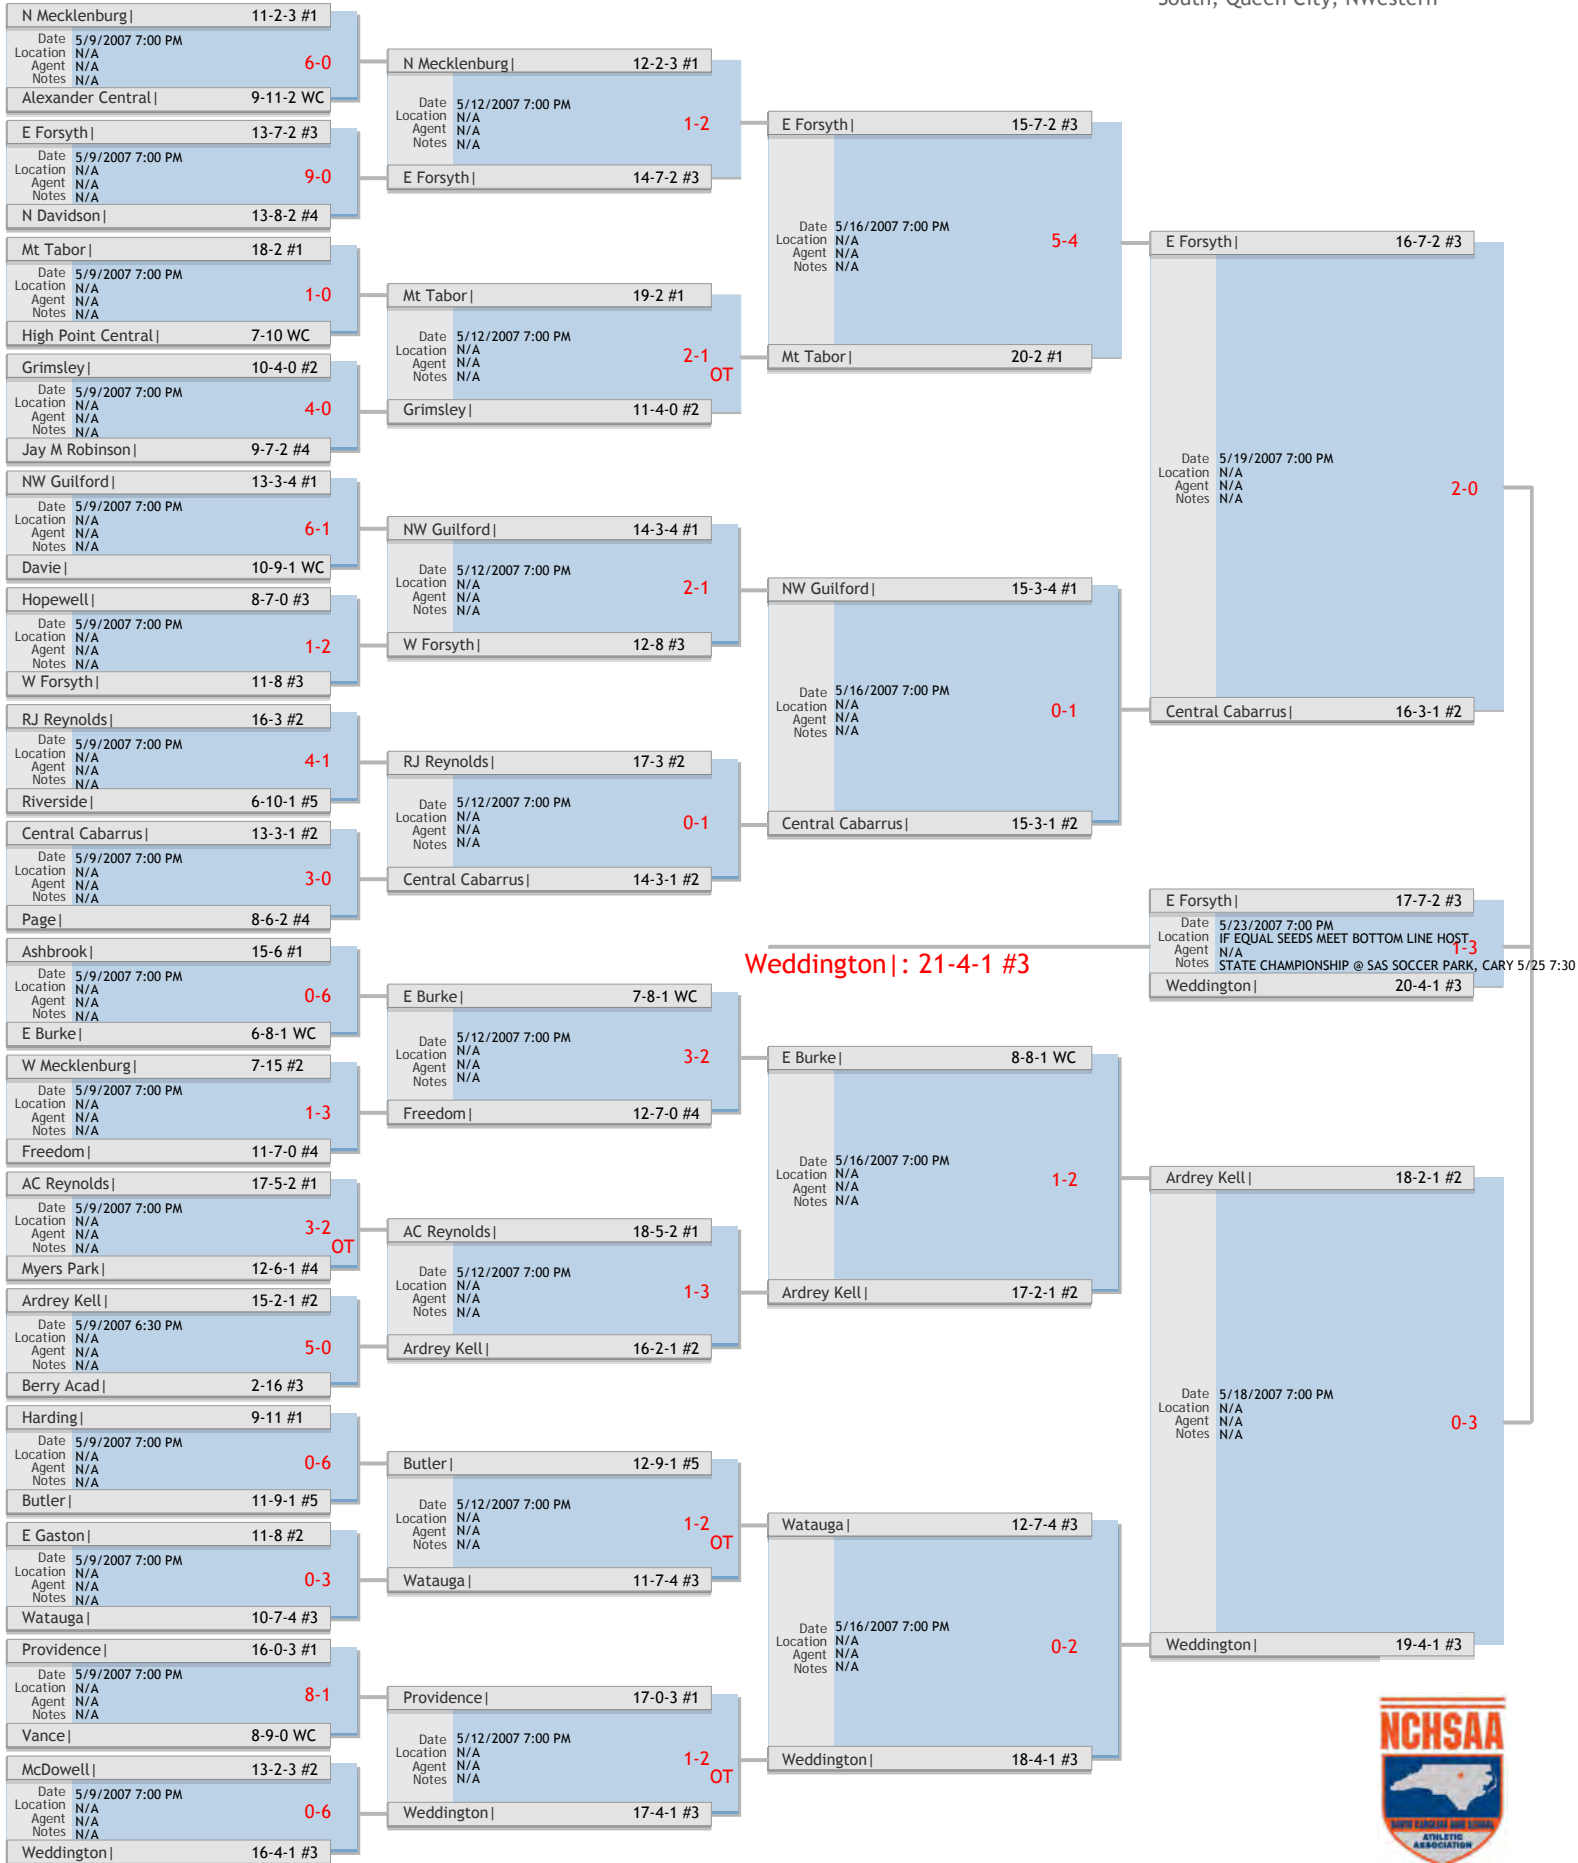 South, Queen City, NWestern
N Mecklenburg| 11-2-3 #1
Date 5/9/2007 7:00 PM
Location N/A
Agent N/A
Notes N/A
6-0
Alexander Central| 9-11-2 WC
E Forsyth| 13-7-2 #3
Date 5/9/2007 7:00 PM
Location N/A
Agent N/A
Notes N/A
9-0
N Davidson| 13-8-2 #4
Mt Tabor| 18-2 #1
Date 5/9/2007 7:00 PM
Location N/A
Agent N/A
Notes N/A
1-0
High Point Central| 7-10 WC
Grimsley| 10-4-0 #2
Date 5/9/2007 7:00 PM
Location N/A
Agent N/A
Notes N/A
4-0
Jay M Robinson| 9-7-2 #4
NW Guilford| 13-3-4 #1
Date 5/9/2007 7:00 PM
Location N/A
Agent N/A
Notes N/A
6-1
Davie| 10-9-1 WC
Hopewell| 8-7-0 #3
Date 5/9/2007 7:00 PM
Location N/A
Agent N/A
Notes N/A
1-2
W Forsyth| 11-8 #3
RJ Reynolds| 16-3 #2
Date 5/9/2007 7:00 PM
Location N/A
Agent N/A
Notes N/A
4-1
Riverside| 6-10-1 #5
Central Cabarrus| 13-3-1 #2
Date 5/9/2007 7:00 PM
Location N/A
Agent N/A
Notes N/A
3-0
Page| 8-6-2 #4
Ashbrook| 15-6 #1
Date 5/9/2007 7:00 PM
Location N/A
Agent N/A
Notes N/A
0-6
E Burke| 6-8-1 WC
W Mecklenburg| 7-15 #2
Date 5/9/2007 7:00 PM
Location N/A
Agent N/A
Notes N/A
1-3
Freedom| 11-7-0 #4
AC Reynolds| 17-5-2 #1
Date 5/9/2007 7:00 PM
Location N/A
Agent N/A
Notes N/A
3-2
OT
Myers Park| 12-6-1 #4
Ardrey Kell| 15-2-1 #2
Date 5/9/2007 6:30 PM
Location N/A
Agent N/A
Notes N/A
5-0
Berry Acad| 2-16 #3
Harding| 9-11 #1
Date 5/9/2007 7:00 PM
Location N/A
Agent N/A
Notes N/A
0-6
Butler| 11-9-1 #5
E Gaston| 11-8 #2
Date 5/9/2007 7:00 PM
Location N/A
Agent N/A
Notes N/A
0-3
Watauga| 10-7-4 #3
Providence| 16-0-3 #1
Date 5/9/2007 7:00 PM
Location N/A
Agent N/A
Notes N/A
8-1
Vance| 8-9-0 WC
McDowell| 13-2-3 #2
Date 5/9/2007 7:00 PM
Location N/A
Agent N/A
Notes N/A
0-6
Weddington| 16-4-1 #3
N Mecklenburg| 12-2-3 #1
Date 5/12/2007 7:00 PM
Location N/A
Agent N/A
Notes N/A
1-2
E Forsyth| 14-7-2 #3
Mt Tabor| 19-2 #1
Date 5/12/2007 7:00 PM
Location N/A
Agent N/A
Notes N/A
2-1
OT
Grimsley| 11-4-0 #2
NW Guilford| 14-3-4 #1
Date 5/12/2007 7:00 PM
Location N/A
Agent N/A
Notes N/A
2-1
W Forsyth| 12-8 #3
RJ Reynolds| 17-3 #2
Date 5/12/2007 7:00 PM
Location N/A
Agent N/A
Notes N/A
0-1
Central Cabarrus| 14-3-1 #2
E Burke| 7-8-1 WC
Date 5/12/2007 7:00 PM
Location N/A
Agent N/A
Notes N/A
3-2
Freedom| 12-7-0 #4
AC Reynolds| 18-5-2 #1
Date 5/12/2007 7:00 PM
Location N/A
Agent N/A
Notes N/A
1-3
Ardrey Kell| 16-2-1 #2
Butler| 12-9-1 #5
Date 5/12/2007 7:00 PM
Location N/A
Agent N/A
Notes N/A
1-2
OT
Watauga| 11-7-4 #3
Providence| 17-0-3 #1
Date 5/12/2007 7:00 PM
Location N/A
Agent N/A
Notes N/A
1-2
OT
Weddington| 17-4-1 #3
E Forsyth| 15-7-2 #3
Date 5/16/2007 7:00 PM
Location N/A
Agent N/A
Notes N/A
5-4
Mt Tabor| 20-2 #1
NW Guilford| 15-3-4 #1
Date 5/16/2007 7:00 PM
Location N/A
Agent N/A
Notes N/A
0-1
Central Cabarrus| 15-3-1 #2
E Burke| 8-8-1 WC
Date 5/16/2007 7:00 PM
Location N/A
Agent N/A
Notes N/A
1-2
Ardrey Kell| 17-2-1 #2
Watauga| 12-7-4 #3
Date 5/16/2007 7:00 PM
Location N/A
Agent N/A
Notes N/A
0-2
Weddington| 18-4-1 #3
E Forsyth| 16-7-2 #3
Date 5/19/2007 7:00 PM
Location N/A
Agent N/A
Notes N/A
2-0
Central Cabarrus| 16-3-1 #2
E Forsyth| 17-7-2 #3
Date 5/23/2007 7:00 PM
Location IF EQUAL SEEDS MEET BOTTOM LINE HOST
Agent N/A
Notes STATE CHAMPIONSHIP @ SAS SOCCER PARK, CARY 5/25 7:30
1-3
Weddington| 20-4-1 #3
Weddington|: 21-4-1 #3
Ardrey Kell| 18-2-1 #2
Date 5/18/2007 7:00 PM
Location N/A
Agent N/A
Notes N/A
0-3
Weddington| 19-4-1 #3
NCHSAA
NORTH CAROLINA HIGH SCHOOL
ATHLETIC
ASSOCIATION